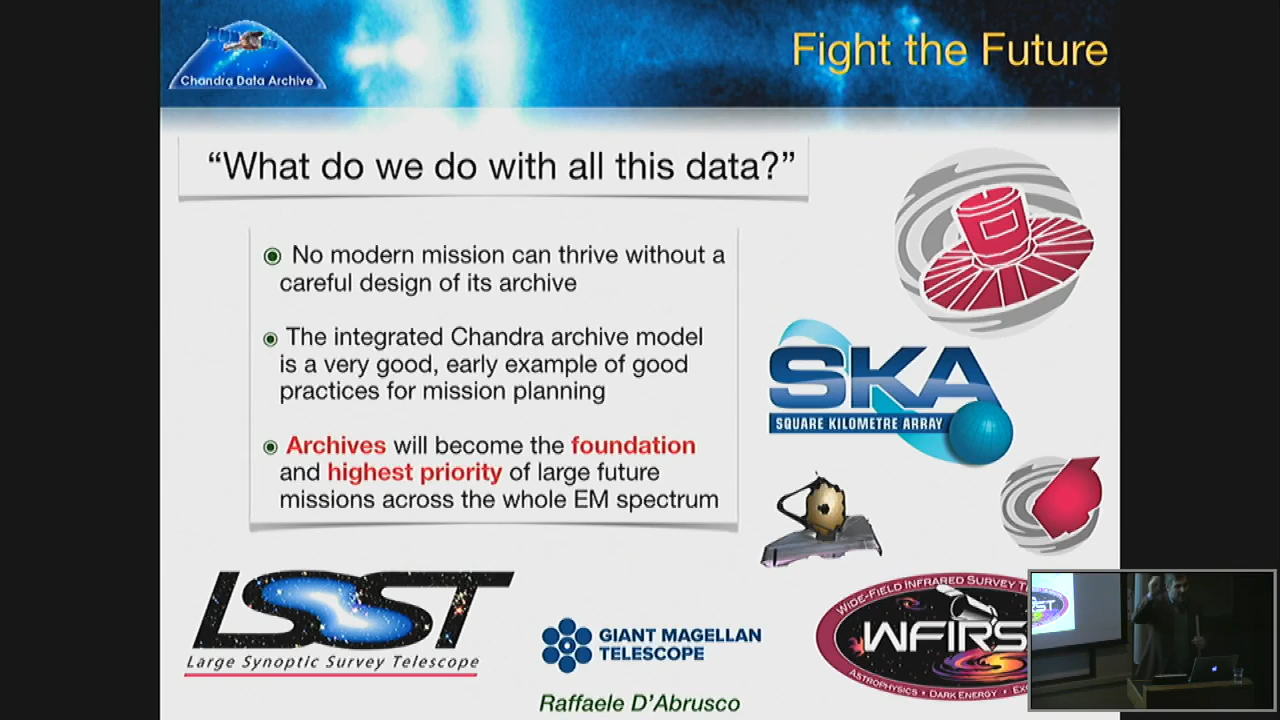 Chandra Data Archive
Fight the Future
“What do we do with all this data?”
No modern mission can thrive without a
careful design of its archive
The integrated Chandra archive model
is a very good, early example of good
practices for mission planning
Archives will become the foundation
and highest priority of large future
missions across the whole EM spectrum
SKA
SQUARE KILOMETRE ARRAY
LSST
Large Synoptic Survey Telescope
GIANT MAGELLAN
TELESCOPE
WIDE-FIELD INFRARED SURVEY
WFIRS
ASTROPHYSICS • DARK ENERGY •
Raffaele D’Abrusco